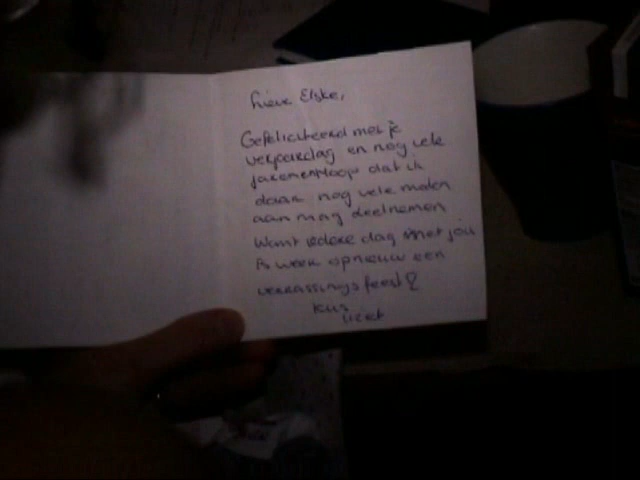 Lieve Elske,
Gefeliciteerd met je
verjaardag en nog vele
jaren. Hoop dat ik
daar nog vele malen
aan mag deelnemen
Want iedere dag met jou
is weer opnieuw een
verrassingsfeest!
Kus